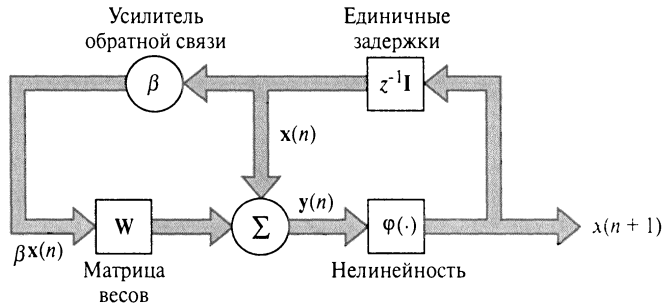 Усилитель
обратной связи
Единичные
задержки
β
z⁻¹I
x(n)
y(n)
W
Σ
φ(·)
x(n + 1)
βx(n)
Матрица
весов
Нелинейность